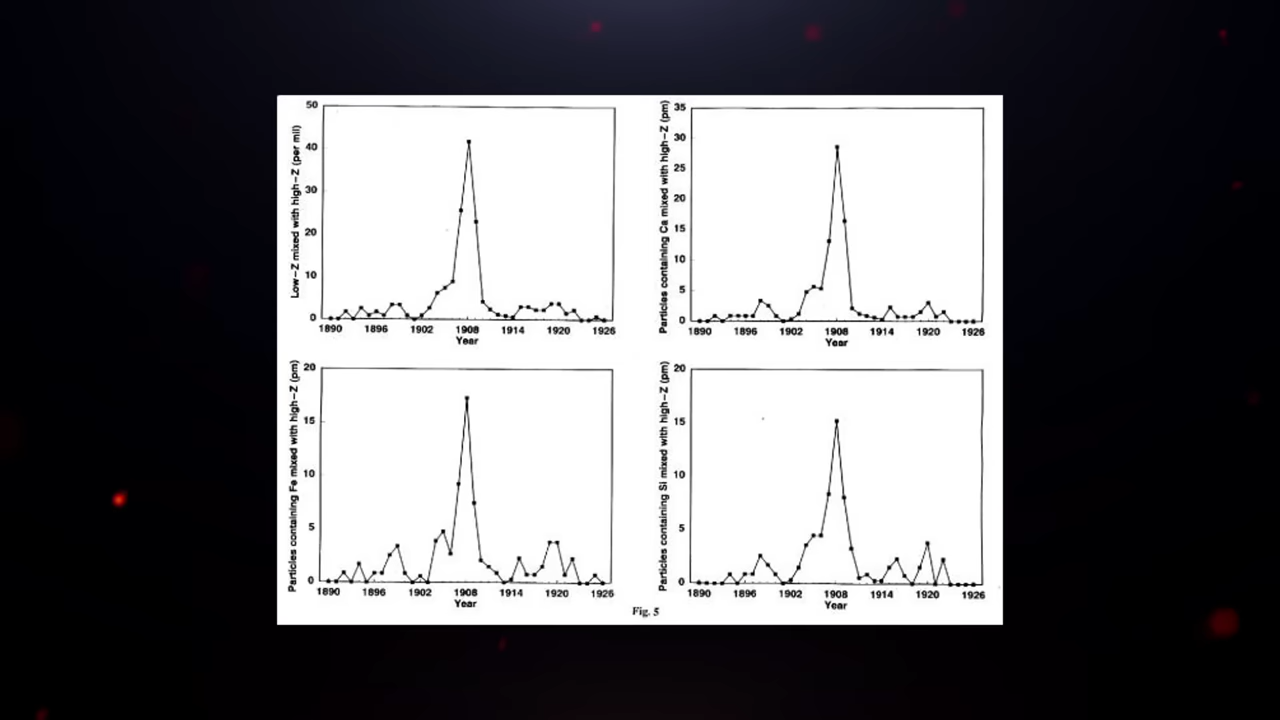 Low-Z mixed with high-Z (per mil)
50
40
30
20
10
0
1890 1896 1902 1908 1914 1920 1926
Year
Particles containing Ca mixed with high-Z (pm)
35
30
25
20
15
10
5
0
1890 1896 1902 1908 1914 1920 1926
Year
Particles containing Fe mixed with high-Z (pm)
20
15
10
5
0
1890 1896 1902 1908 1914 1920 1926
Year
Particles containing Si mixed with high-Z (pm)
20
15
10
5
0
1890 1896 1902 1908 1914 1920 1926
Year
Fig. 5